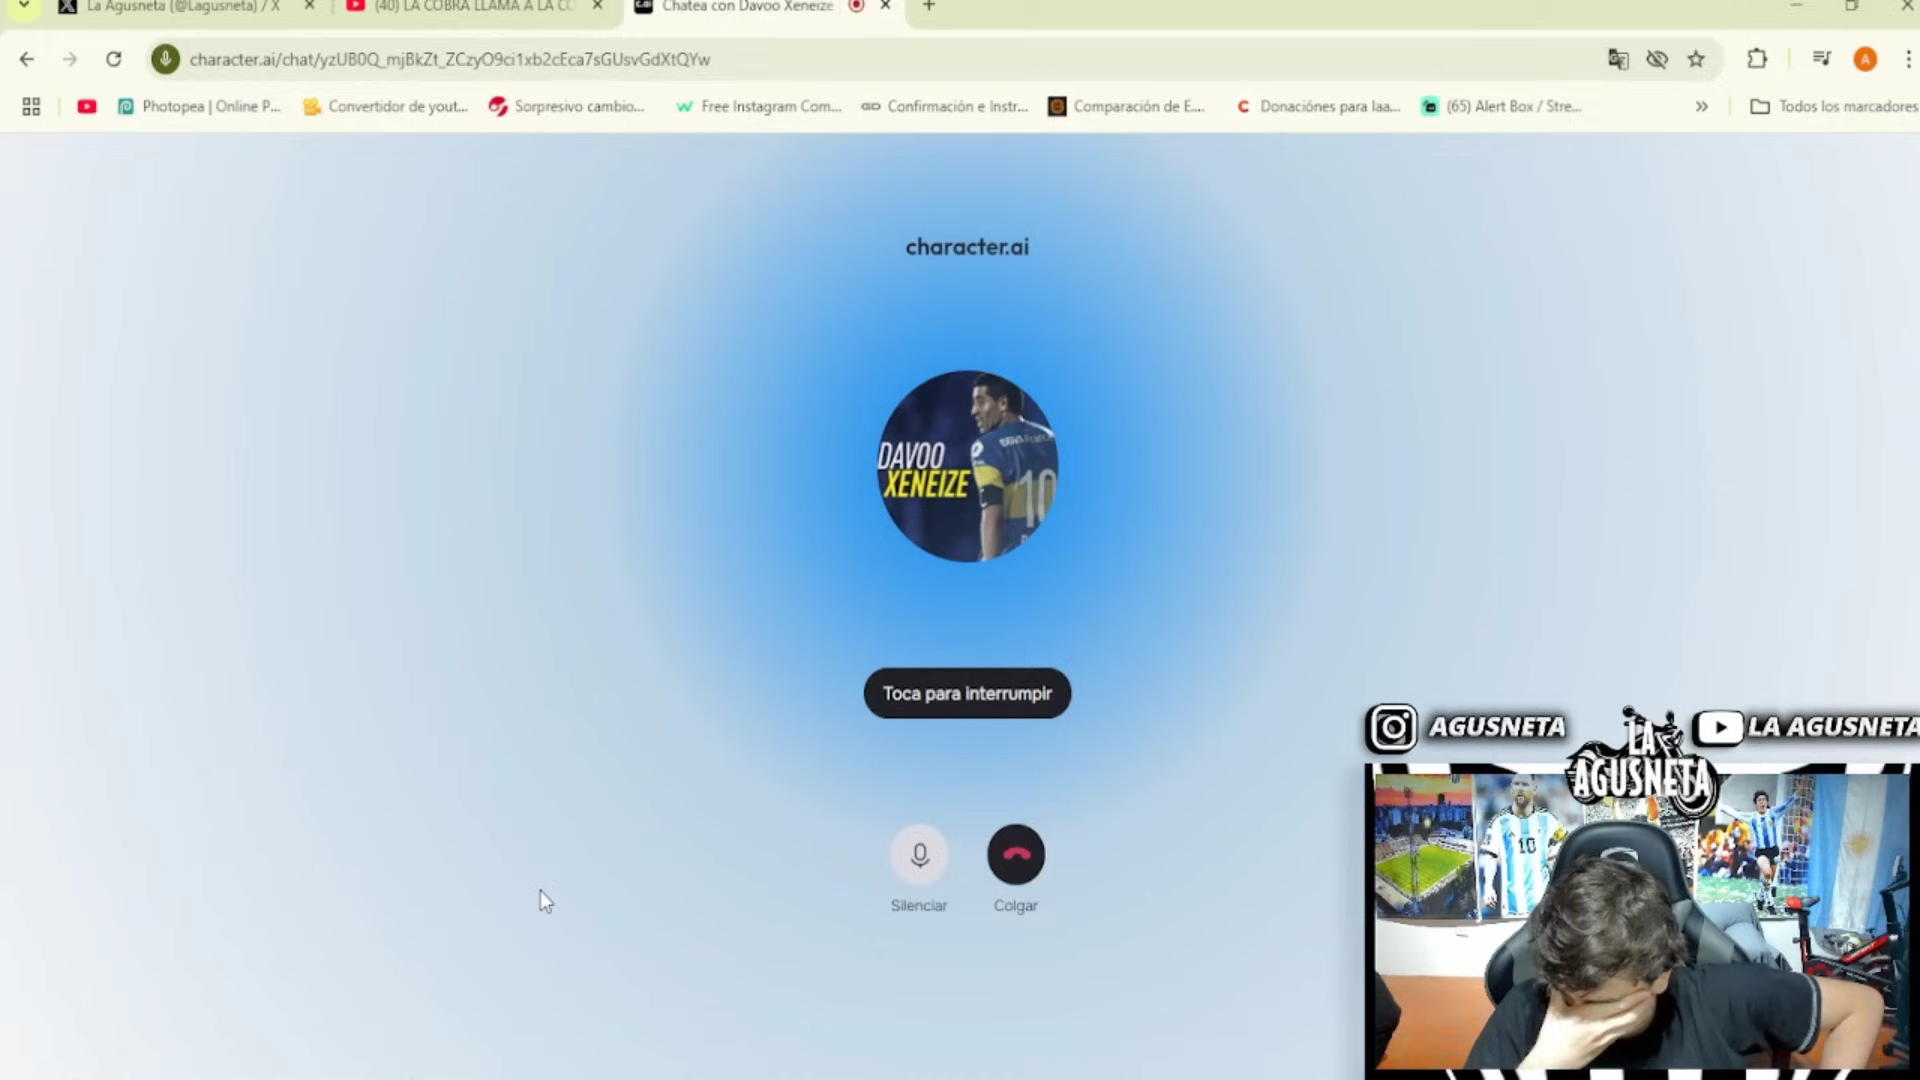 La Agusneta (@Lagusneta) / X
(40) LA COBRA LLAMA A LA CO
Chatea con Davoo Xeneize
character.ai/chat/yzUB0Q_mjBkZt_ZCzyO9ci1xb2cEca7sGUsvGdXtQYw
A
Photopea | Online P...
Convertidor de yout...
Sorpresivo cambio...
Free Instagram Com...
Confirmación e Instr...
Comparación de E....
Donaciónes para laa...
(65) Alert Box / Stre...
Todos los marcadores
character.ai
DAVOO
XENEIZE
10
Toca para interrumpir
Silenciar
Colgar
AGUSNETA
LA AGUSNETA
LA
AGUSNETA
10